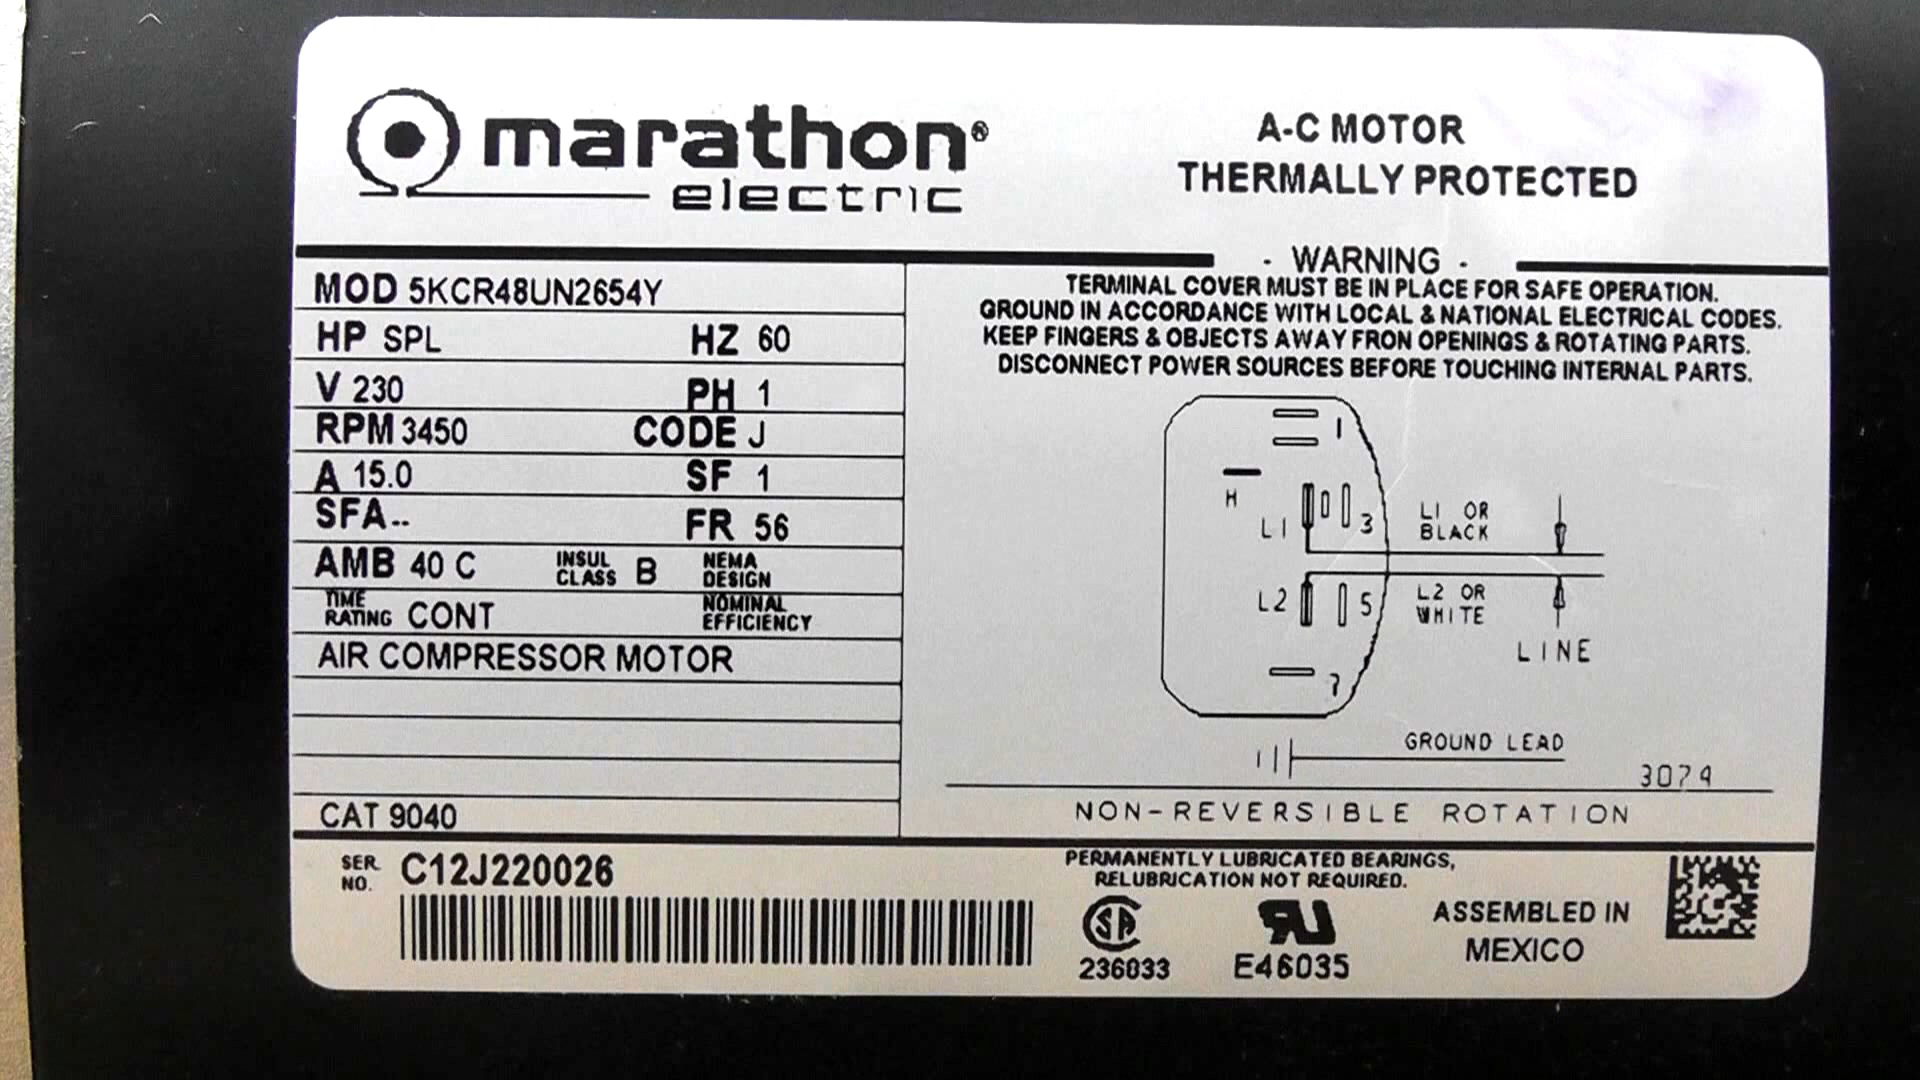 marathon®
electric
A-C MOTOR
THERMALLY PROTECTED
MOD 5KCR48UN2654Y
HP SPL HZ 60
V 230 PH 1
RPM 3450 CODE J
A 15.0 SF 1
SFA -- FR 56
AMB 40 C INSUL CLASS B NEMA DESIGN
TIME RATING CONT NOMINAL EFFICIENCY
AIR COMPRESSOR MOTOR
CAT 9040
- WARNING -
TERMINAL COVER MUST BE IN PLACE FOR SAFE OPERATION.
GROUND IN ACCORDANCE WITH LOCAL & NATIONAL ELECTRICAL CODES.
KEEP FINGERS & OBJECTS AWAY FRON OPENINGS & ROTATING PARTS.
DISCONNECT POWER SOURCES BEFORE TOUCHING INTERNAL PARTS.
1
H
L1 3
L1 OR
BLACK
L2 5
L2 OR
WHITE
LINE
7
GROUND LEAD
3074
NON-REVERSIBLE ROTATION
SER. NO. C12J220026
PERMANENTLY LUBRICATED BEARINGS,
RELUBRICATION NOT REQUIRED.
SA
236033
RU
E46035
ASSEMBLED IN
MEXICO